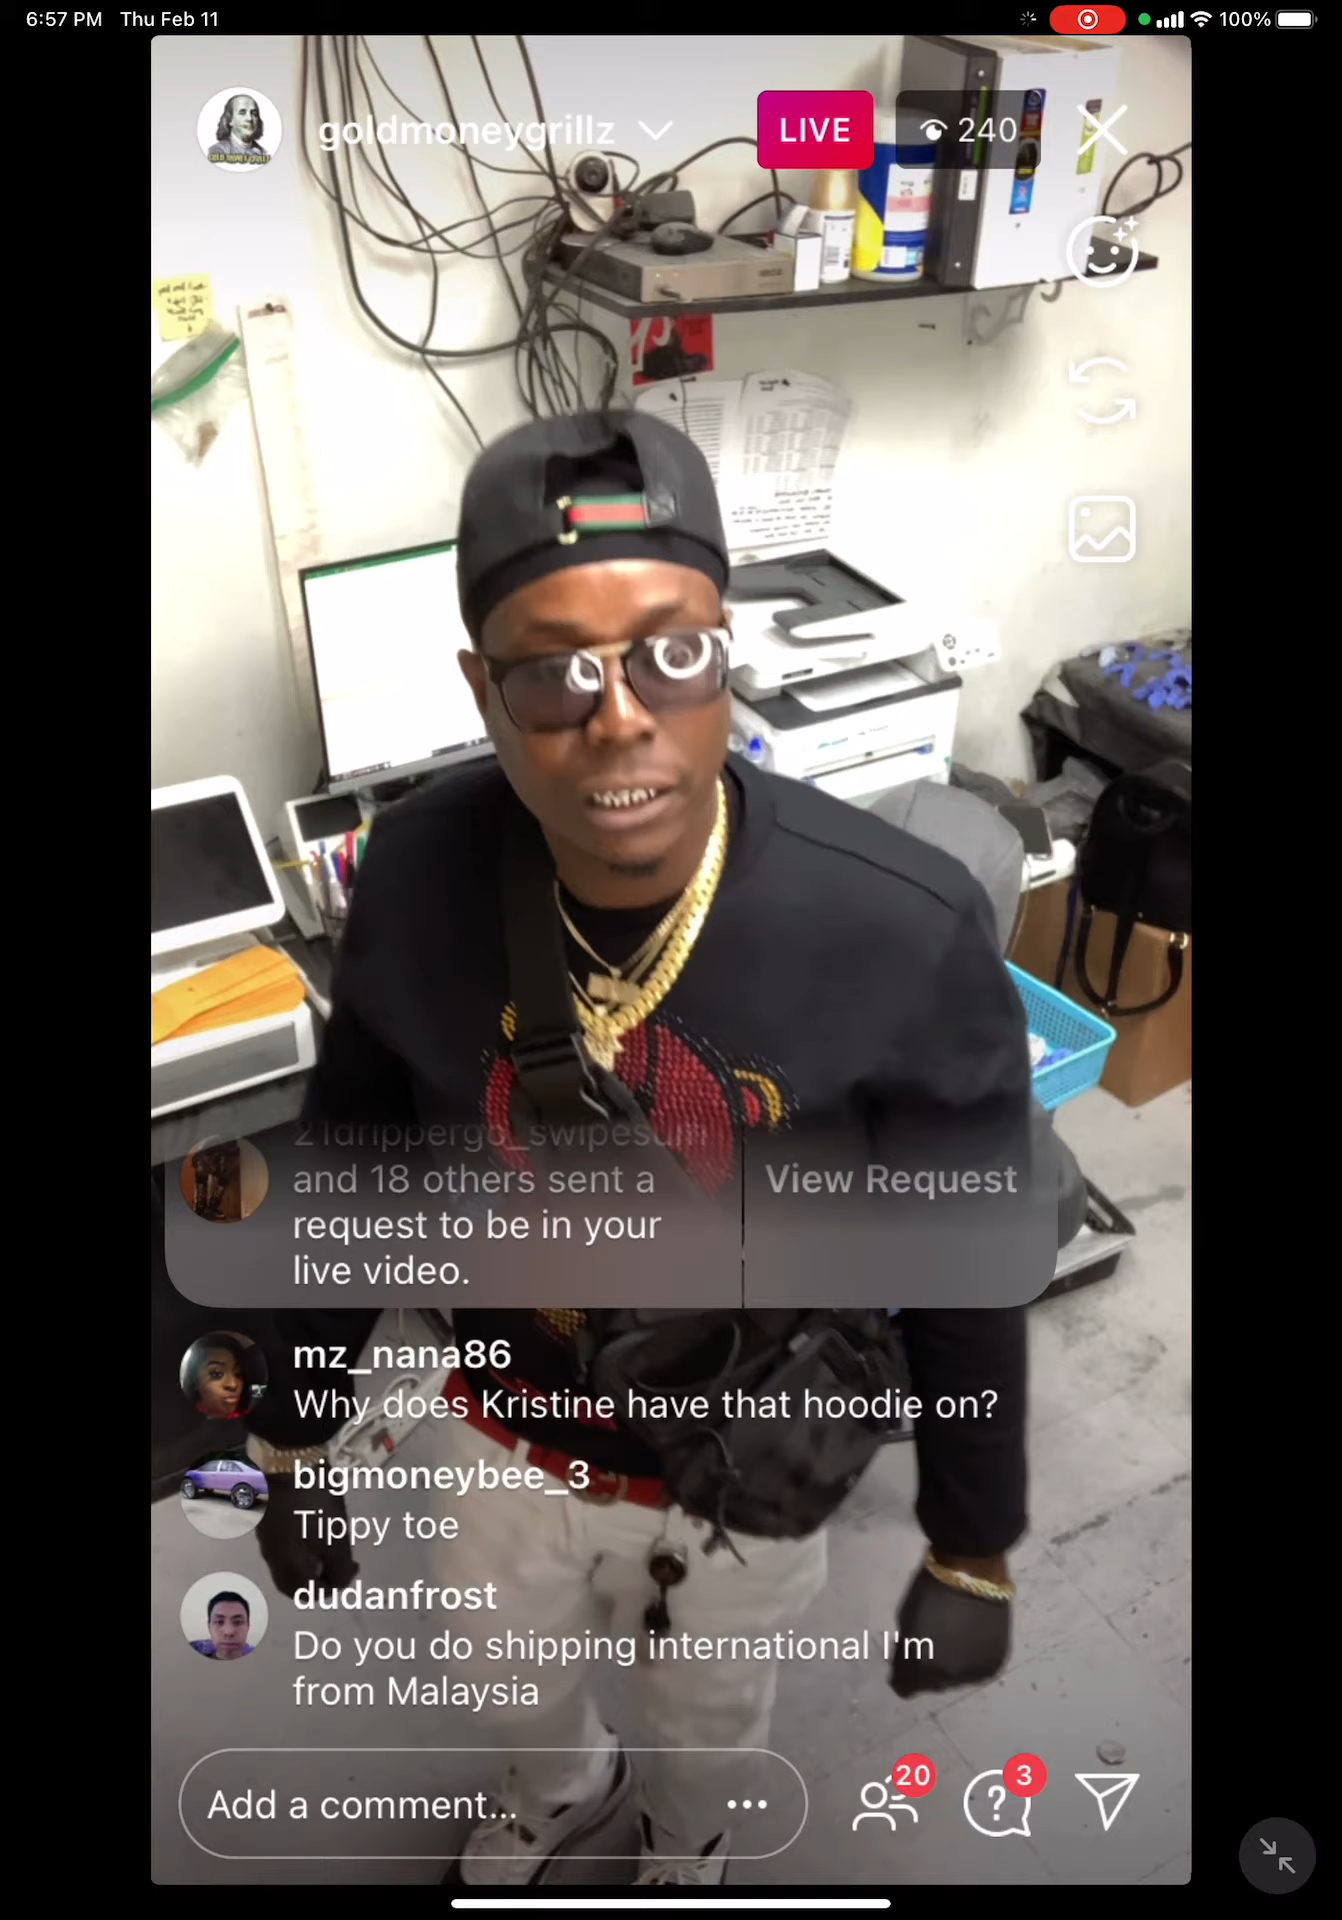 6:57 PM Thu Feb 11
100%
goldmoneygrillz
LIVE
240
21drippergo_swipesum
and 18 others sent a
request to be in your
live video.
View Request
mz_nana86
Why does Kristine have that hoodie on?
bigmoneybee_3
Tippy toe
dudanfrost
Do you do shipping international I'm
from Malaysia
Add a comment...
20
3